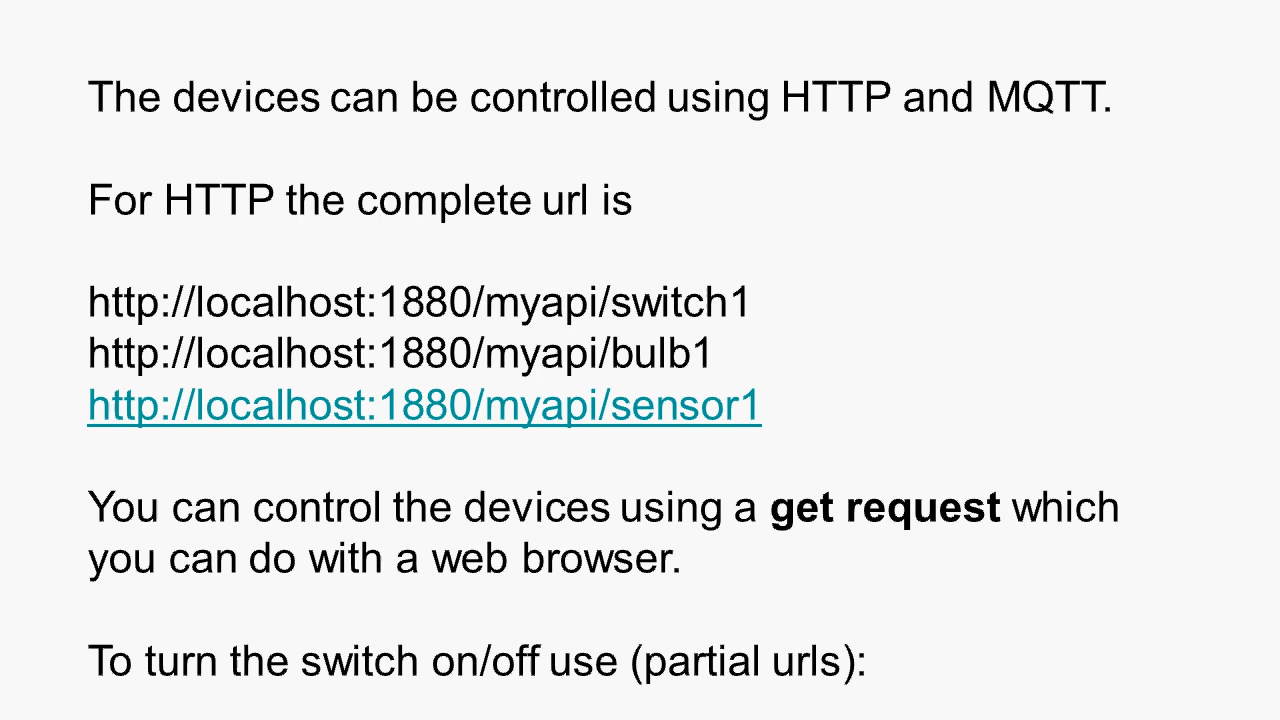 The devices can be controlled using HTTP and MQTT.
For HTTP the complete url is
http://localhost:1880/myapi/switch1
http://localhost:1880/myapi/bulb1
http://localhost:1880/myapi/sensor1
You can control the devices using a get request which
you can do with a web browser.
To turn the switch on/off use (partial urls):